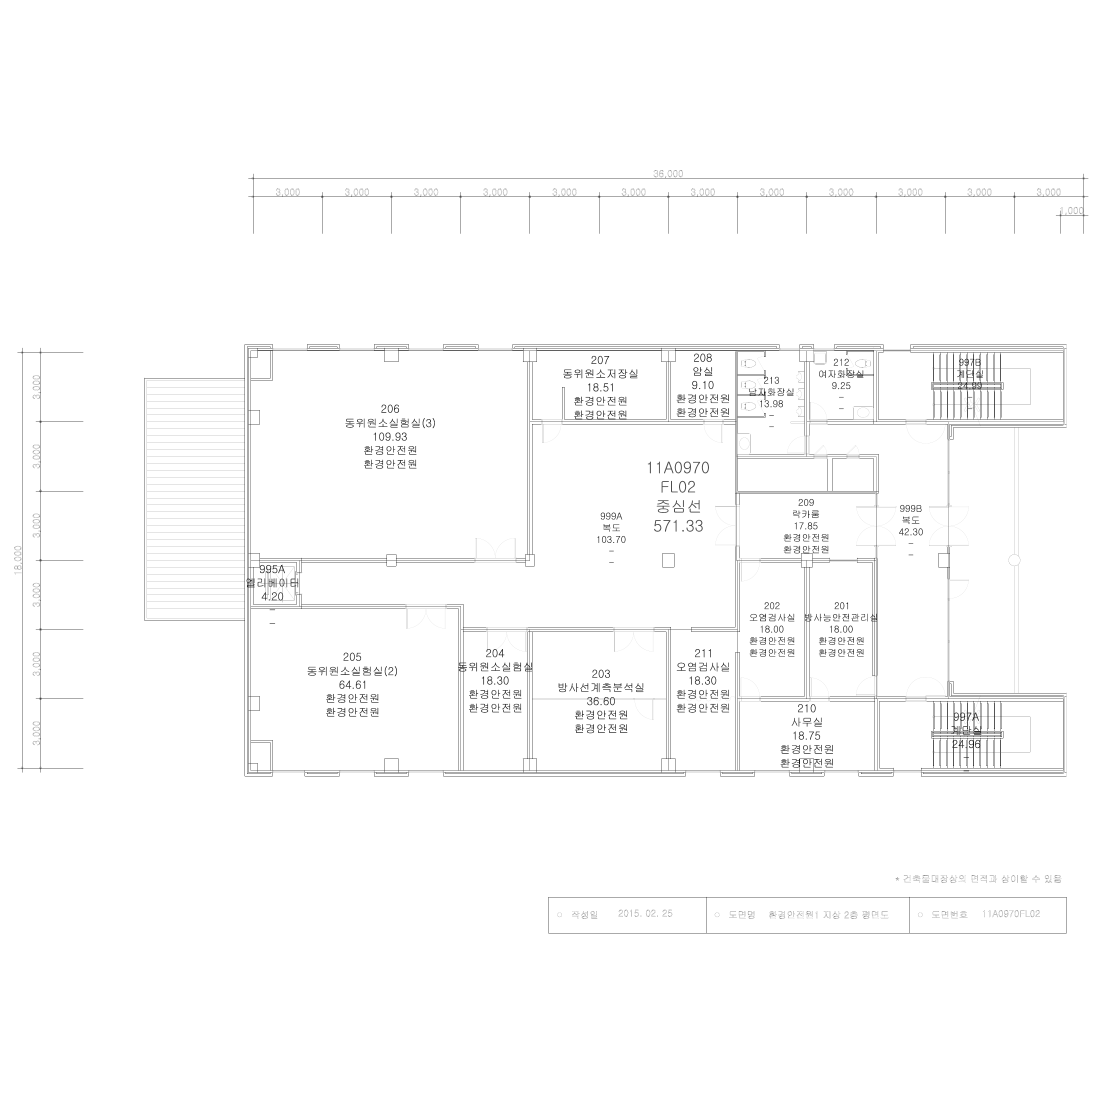 36,000
3,000 3,000 3,000 3,000 3,000 3,000 3,000 3,000 3,000 3,000 3,000 3,000
1,000
18,000
3,000
3,000
3,000
3,000
3,000
3,000
206
동위원소실험실(3)
109.93
환경안전원
환경안전원
207
동위원소저장실
18.51
환경안전원
환경안전원
208
암실
9.10
환경안전원
환경안전원
213
남자화장실
13.98
212
여자화장실
9.25
997B
계단실
24.99
11A0970
FL02
중심선
571.33
999A
복도
103.70
209
락카룸
17.85
환경안전원
환경안전원
999B
복도
42.30
995A
엘리베이터
4.20
202
오염검사실
18.00
환경안전원
환경안전원
201
방사능안전관리실
18.00
환경안전원
환경안전원
205
동위원소실험실(2)
64.61
환경안전원
환경안전원
204
동위원소실험실
18.30
환경안전원
환경안전원
203
방사선계측분석실
36.60
환경안전원
환경안전원
211
오염검사실
18.30
환경안전원
환경안전원
210
사무실
18.75
환경안전원
환경안전원
997A
계단실
24.96
* 건축물대장상의 면적과 상이할 수 있음
○ 작성일 2015. 02. 25 ○ 도면명 환경안전원1 지상 2층 평면도 ○ 도면번호 11A0970FL02